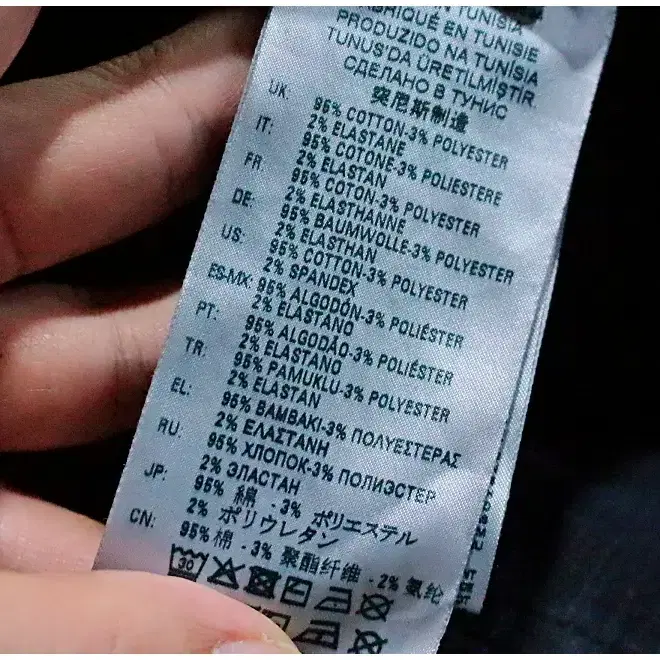 IN TUNISIA
FABRIQUÉ EN TUNISIE
PRODUZIDO NA TUNÍSIA
TUNUS'DA ÜRETILMIŞTIR.
СДЕЛАНО В ТУНИС
突尼斯制造
UK: 95% COTTON-3% POLYESTER
2% ELASTANE
IT: 95% COTONE-3% POLIESTERE
2% ELASTAN
FR: 95% COTON-3% POLYESTER
2% ELASTHANNE
DE: 95% BAUMWOLLE-3% POLYESTER
2% ELASTHAN
US: 95% COTTON-3% POLYESTER
2% SPANDEX
ES-MX: 95% ALGODÓN-3% POLIÉSTER
2% ELASTANO
PT: 95% ALGODÃO-3% POLIÉSTER
2% ELASTANO
TR: 95% PAMUKLU-3% POLYESTER
2% ELASTAN
EL: 95% BAMBAKI-3% ΠΟΛΥΕΣΤΕΡΑΣ
2% ΕΛΑΣΤΑΝΗ
RU: 95% ХЛОПОК-3% ПОЛИЭСТЕР
2% ЭЛАСТАН
JP: 95% 綿 - 3% ポリエステル
2% ポリウレタン
CN: 95% 棉 - 3% 聚酯纤维 - 2% 氨纶
30